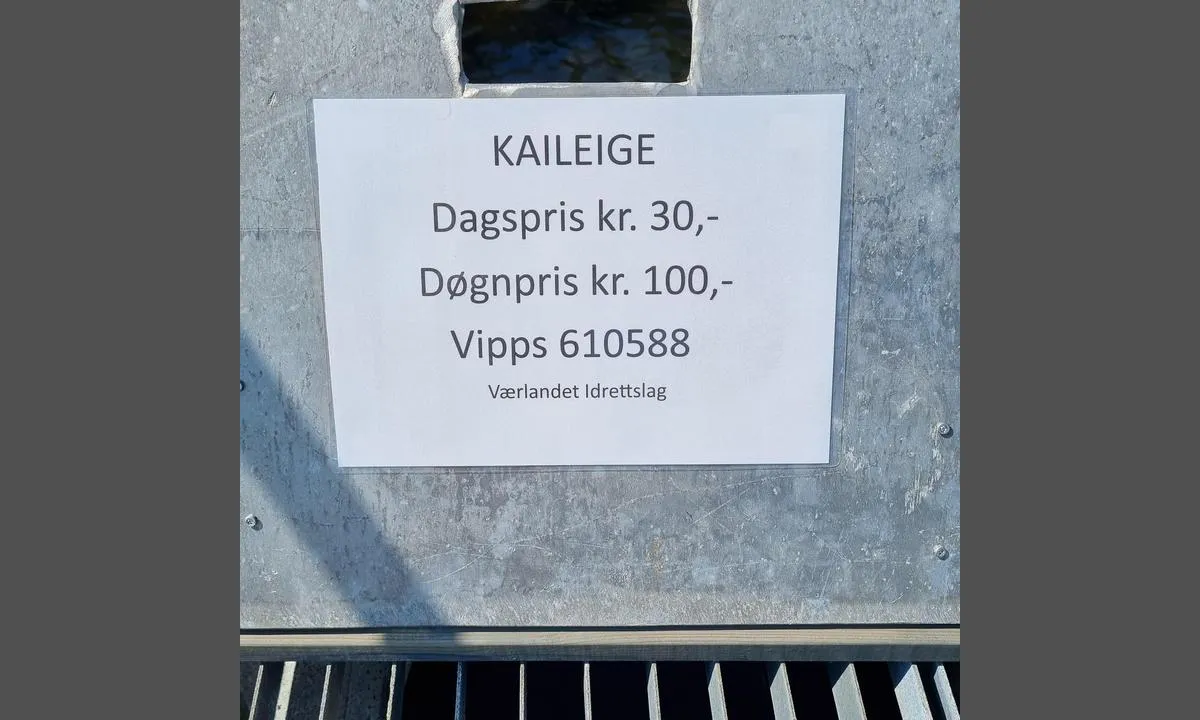 KAILEIGE
Dagspris kr. 30,-
Døgnpris kr. 100,-
Vipps 610588
Værlandet Idrettslag